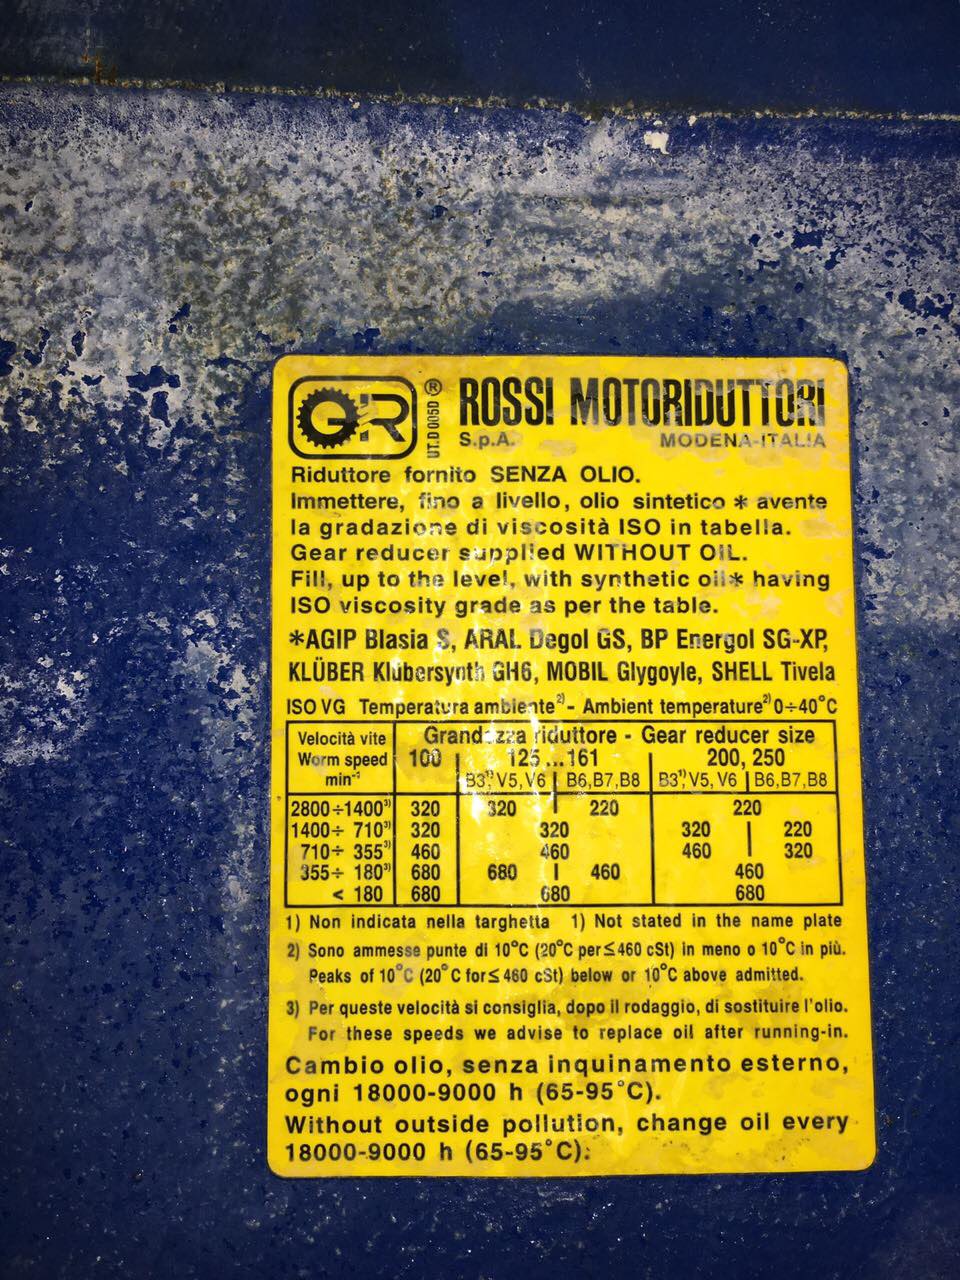 GR ® UT.D 005D ROSSI MOTORIDUTTORI
S.p.A. MODENA-ITALIA
Riduttore fornito SENZA OLIO.
Immettere, fino a livello, olio sintetico * avente
la gradazione di viscosità ISO in tabella.
Gear reducer supplied WITHOUT OIL.
Fill, up to the level, with synthetic oil* having
ISO viscosity grade as per the table.
*AGIP Blasia S, ARAL Degol GS, BP Energol SG-XP,
KLÜBER Klübersynth GH6, MOBIL Glygoyle, SHELL Tivela
ISO VG Temperatura ambiente²⁾- Ambient temperature²⁾ 0÷40°C
Velocità vite Grandezza riduttore - Gear reducer size
Worm speed 100 125...161 200, 250
min⁻¹ B3¹⁾, V5, V6 B6, B7, B8 B3¹⁾, V5, V6 B6, B7, B8
2800÷1400³⁾ 320 320 220 220
1400÷ 710³⁾ 320 320 320 220
710÷ 355³⁾ 460 460 460 320
355÷ 180³⁾ 680 680 460 460
< 180 680 680 680
1) Non indicata nella targhetta 1) Not stated in the name plate
2) Sono ammesse punte di 10°C (20°C per≤460 cSt) in meno o 10°C in più.
Peaks of 10°C (20°C for≤ 460 cSt) below or 10°C above admitted.
3) Per queste velocità si consiglia, dopo il rodaggio, di sostituire l'olio.
For these speeds we advise to replace oil after running-in.
Cambio olio, senza inquinamento esterno,
ogni 18000-9000 h (65-95°C).
Without outside pollution, change oil every
18000-9000 h (65-95°C).